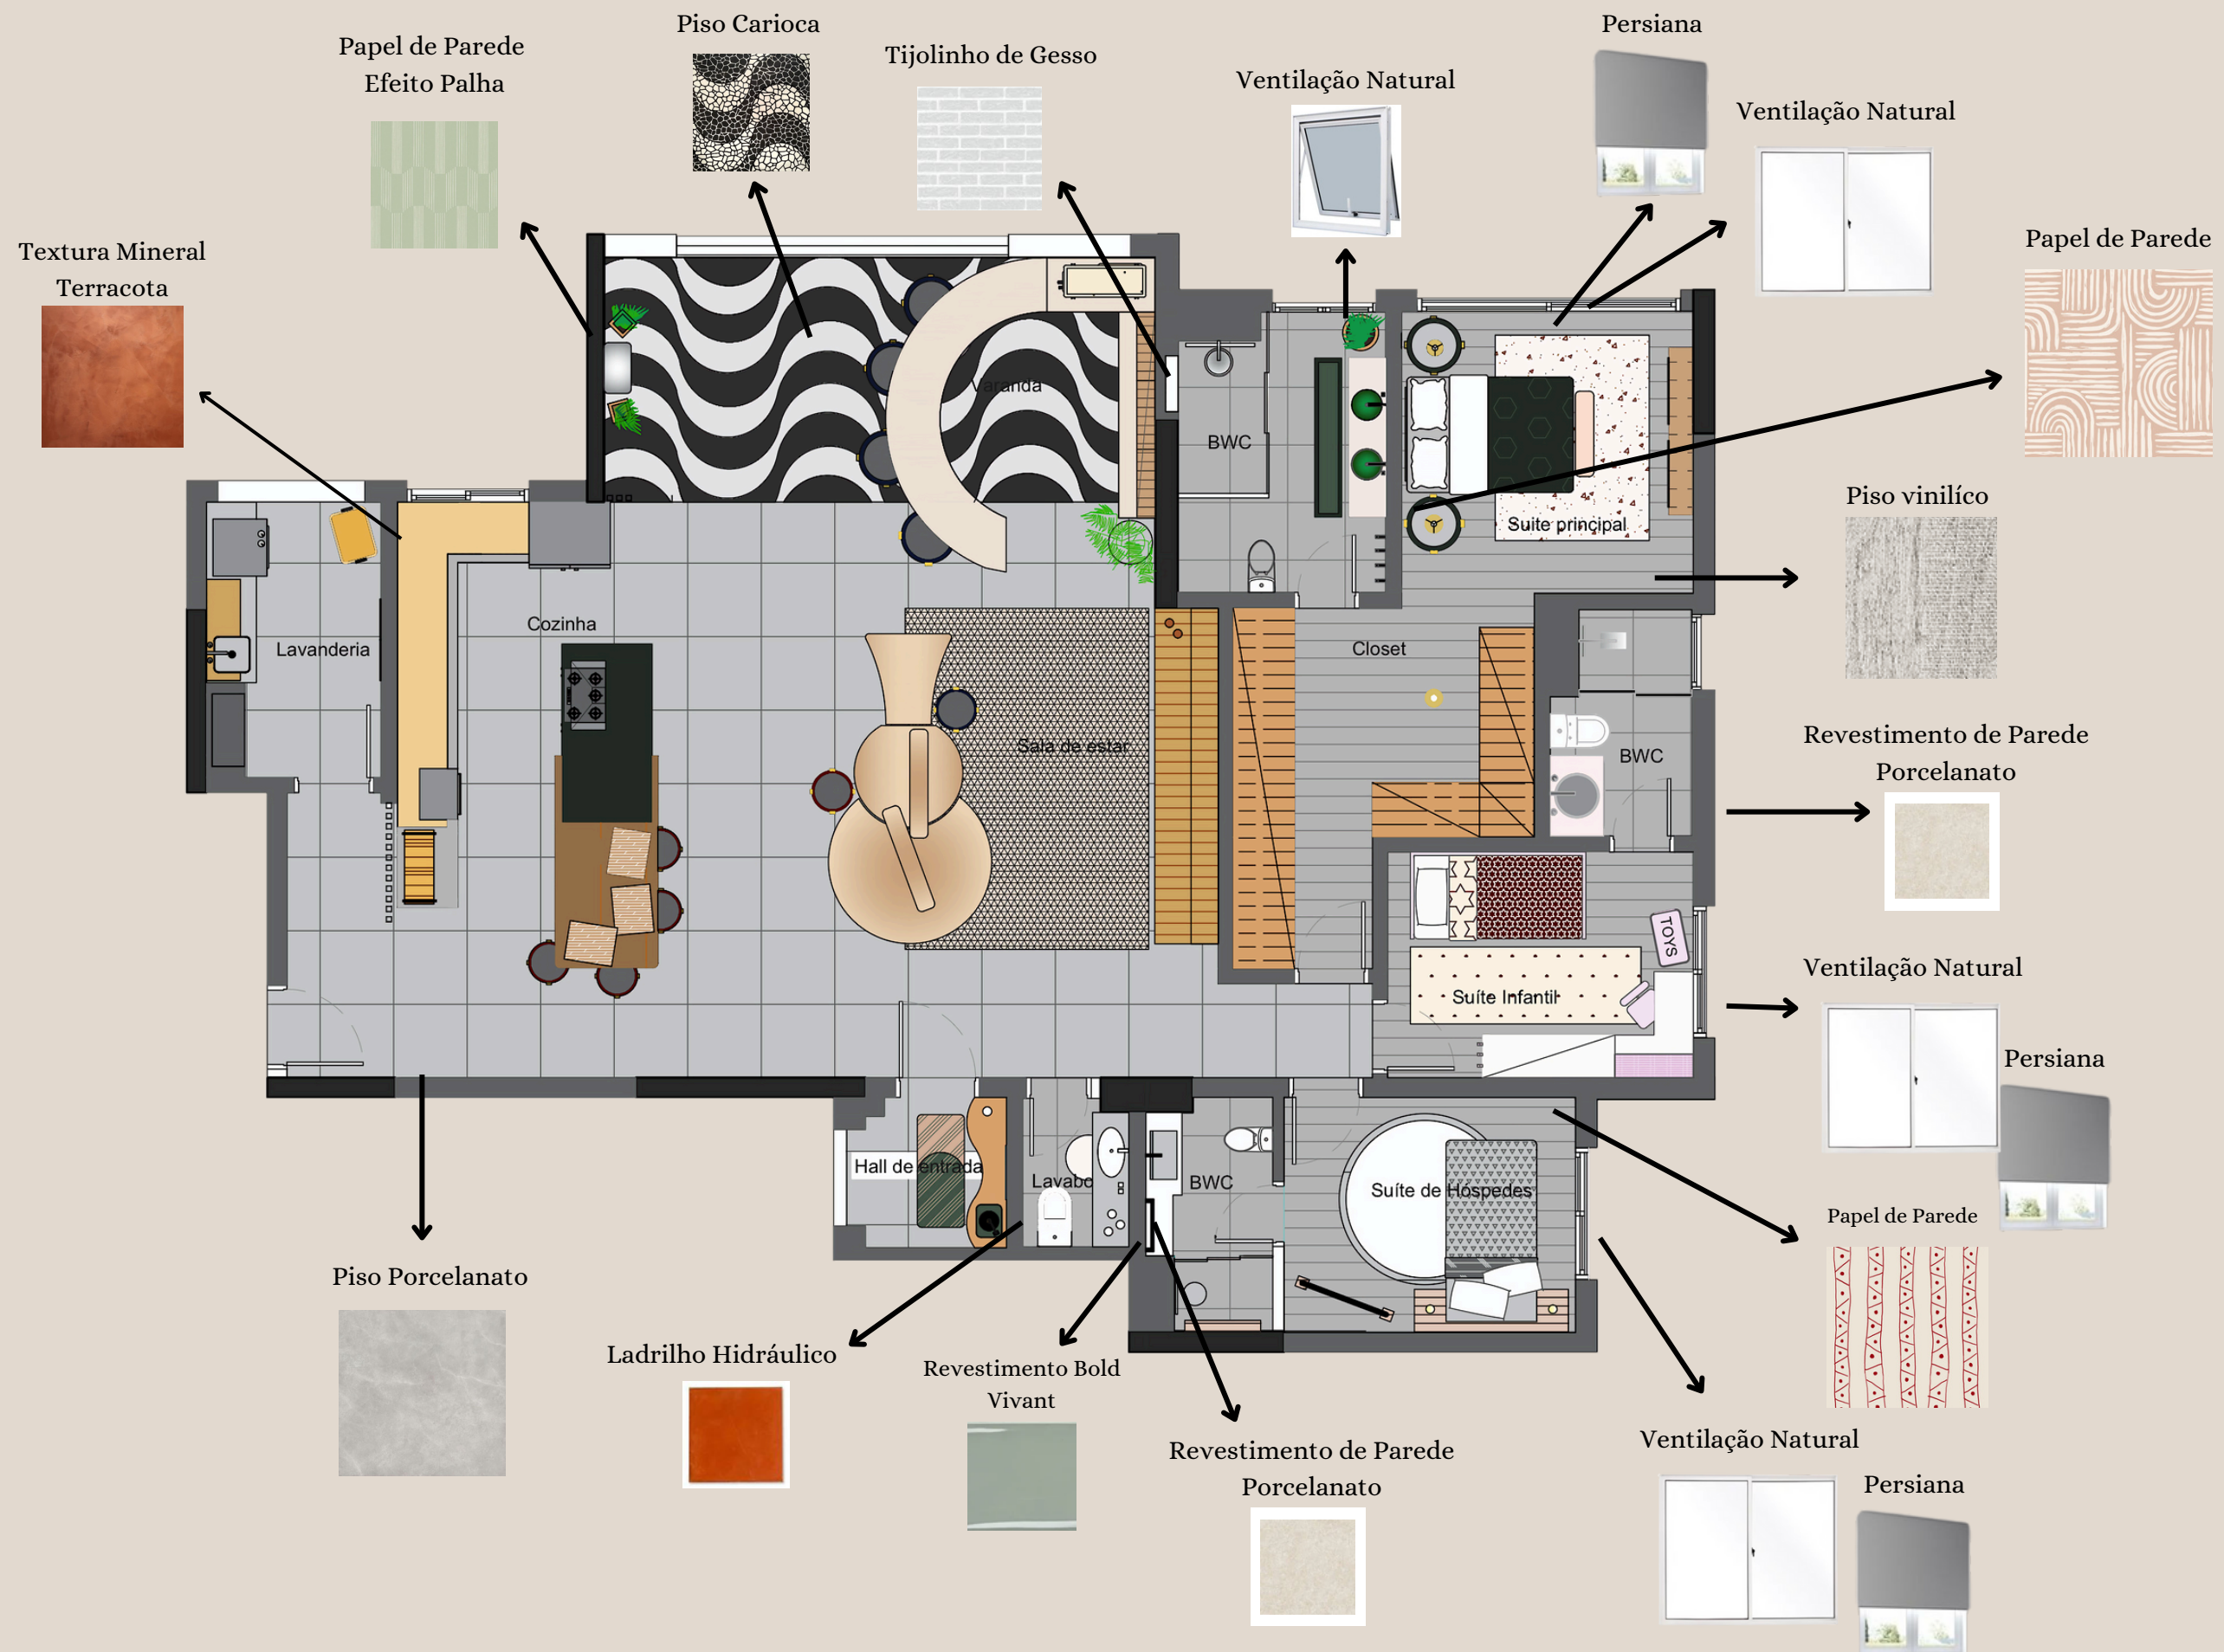 Piso Carioca
Persiana
Papel de Parede
Efeito Palha
Tijolinho de Gesso
Ventilação Natural
Ventilação Natural
Textura Mineral
Terracota
Papel de Parede
Varanda
BWC
Suite principal
Piso vinilíco
Cozinha
Lavanderia
Closet
Sala de estar
BWC
Revestimento de Parede
Porcelanato
TOYS
Suíte Infantil
Ventilação Natural
Persiana
Hall de entrada
Lavabo
BWC
Suíte de Hóspedes
Papel de Parede
Piso Porcelanato
Ladrilho Hidráulico
Revestimento Bold
Vivant
Revestimento de Parede
Porcelanato
Ventilação Natural
Persiana